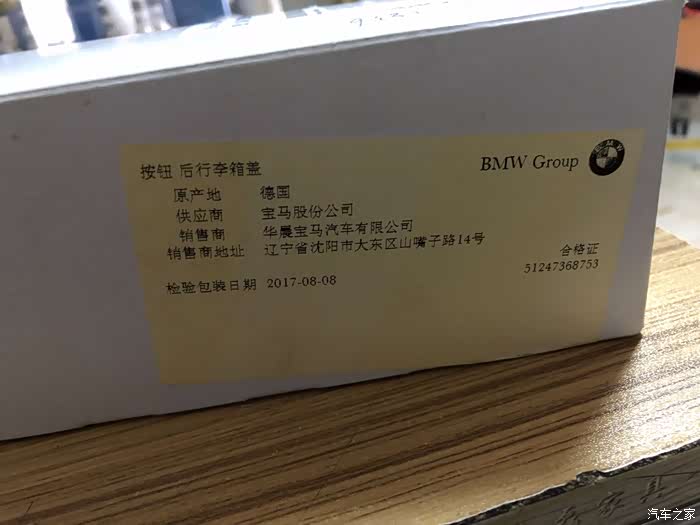 按钮 后行李箱盖
BMW Group
原产地 德国
供应商 宝马股份公司
销售商 华晨宝马汽车有限公司
销售商地址 辽宁省沈阳市大东区山嘴子路14号
合格证
51247368753
检验包装日期 2017-08-08
家具
汽车之家